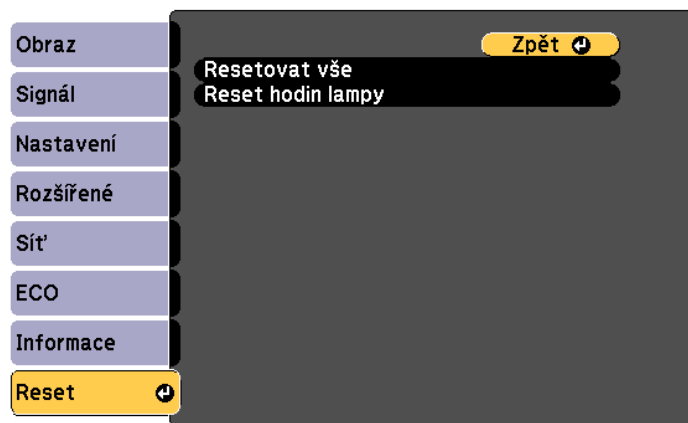 Obraz
Signál
Nastavení
Rozšířené
Síť
ECO
Informace
Reset
Zpět
Resetovat vše
Reset hodin lampy